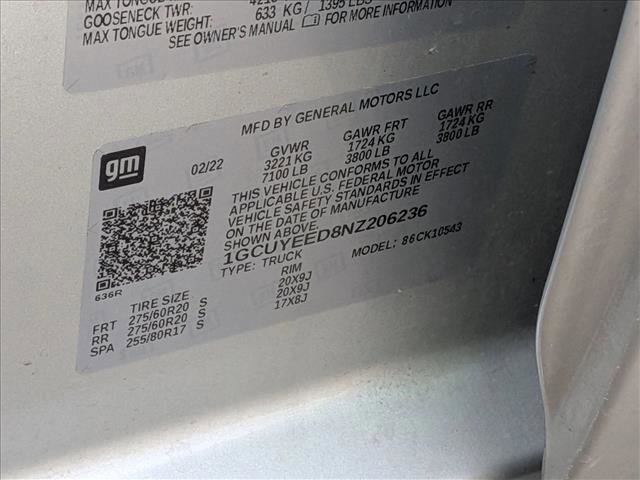 MAX TONGUE
GOOSENECK TWR:
MAX TONGUE WEIGHT: 633 KG / 1395 LBS
SEE OWNER'S MANUAL FOR MORE INFORMATION
MFD BY GENERAL MOTORS LLC
gm
02/22
GVWR GAWR FRT GAWR RR
3221 KG 1724 KG 1724 KG
7100 LB 3800 LB 3800 LB
THIS VEHICLE CONFORMS TO ALL
APPLICABLE U.S. FEDERAL MOTOR
VEHICLE SAFETY STANDARDS IN EFFECT
ON THE DATE OF MANUFACTURE
SHOWN ABOVE.
1GCUYEED8NZ206236
TYPE: TRUCK MODEL: 86CK10543
636R
TIRE SIZE RIM
FRT 275/60R20 S 20X9J
RR 275/60R20 S 20X9J
SPA 255/80R17 S 17X8J